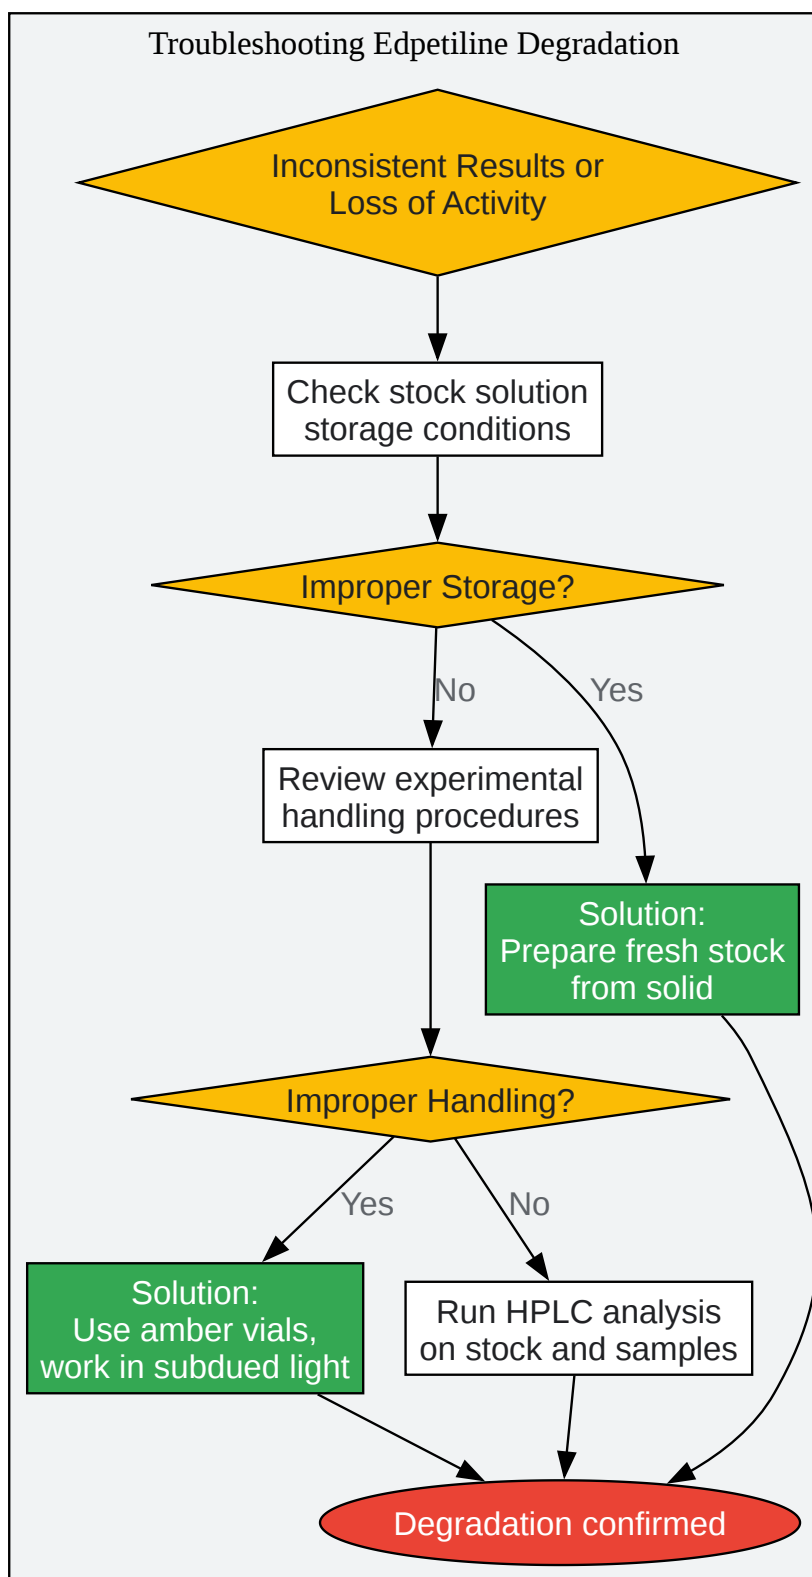 Troubleshooting Edpetiline Degradation
Inconsistent Results or
Loss of Activity
Check stock solution
storage conditions
Improper Storage?
No
Yes
Review experimental
handling procedures
Solution:
Prepare fresh stock
from solid
Improper Handling?
Yes
No
Solution:
Use amber vials,
work in subdued light
Run HPLC analysis
on stock and samples
Degradation confirmed